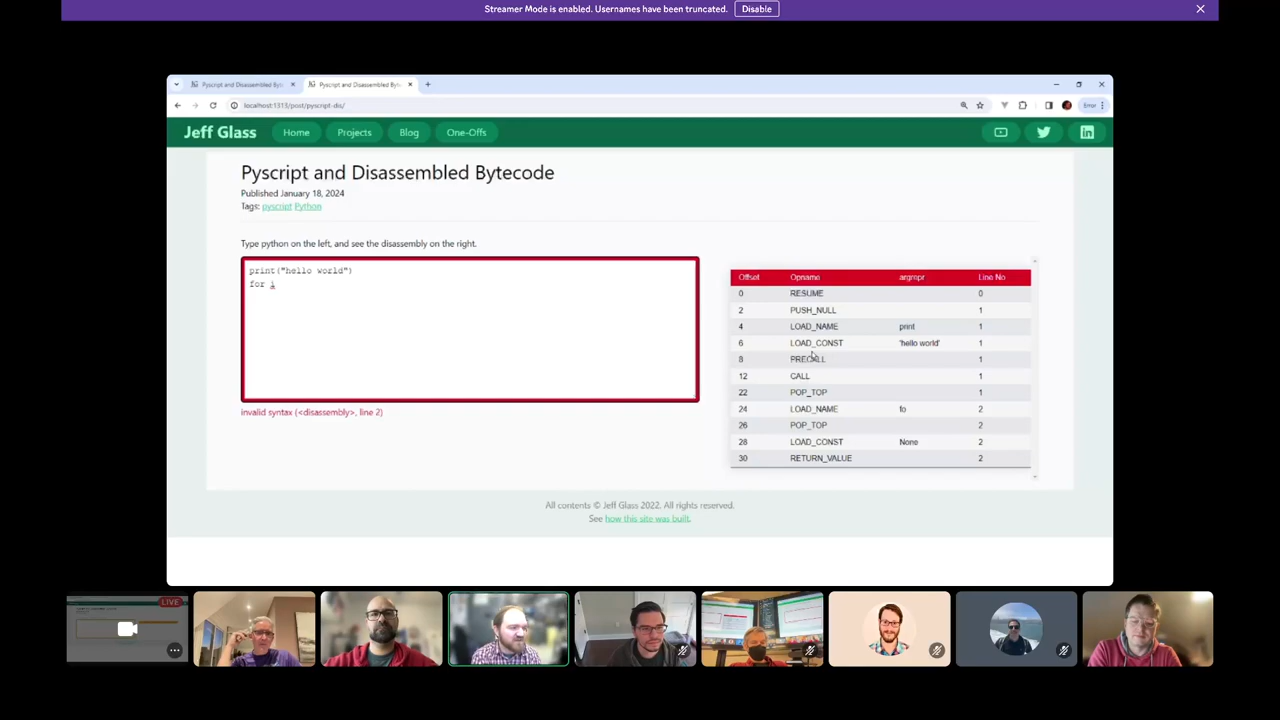 Streamer Mode is enabled. Usernames have been truncated. Disable
Pyscript and Disassembled Byte
Pyscript and Disassembled Byte
localhost:1313/post/pyscript-dis/
Error
Jeff Glass Home Projects Blog One-Offs
Pyscript and Disassembled Bytecode
Published January 18, 2024
Tags: pyscript Python
Type python on the left, and see the disassembly on the right.
print("hello world")
for i
invalid syntax (<disassembly>, line 2)
Offset Opname argrepr Line No
0 RESUME 0
2 PUSH_NULL 1
4 LOAD_NAME print 1
6 LOAD_CONST 'hello world' 1
8 PRECALL 1
12 CALL 1
22 POP_TOP 1
24 LOAD_NAME fo 2
26 POP_TOP 2
28 LOAD_CONST None 2
30 RETURN_VALUE 2
All contents © Jeff Glass 2022. All rights reserved.
See how this site was built.
LIVE